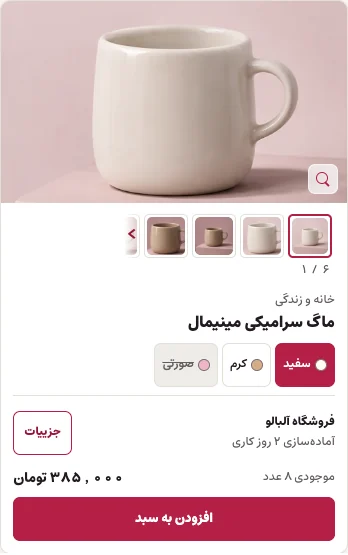 ۱ / ۶
خانه و زندگی
ماگ سرامیکی مینیمال
سفید
کرم
صورتی
فروشگاه آلبالو
آماده‌سازی ۲ روز کاری
جزییات
موجودی ۸ عدد
۳۸۵,۰۰۰ تومان
افزودن به سبد